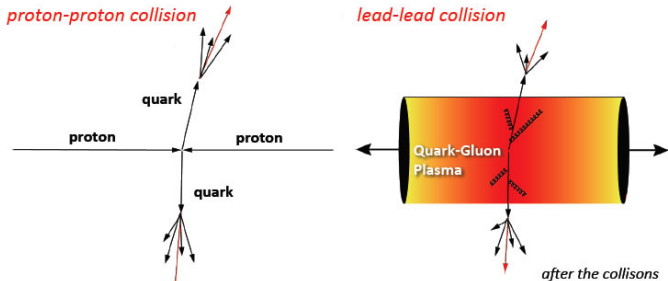 proton-proton collision
quark
proton
proton
quark
lead-lead collision
Quark-Gluon
Plasma
after the collisons